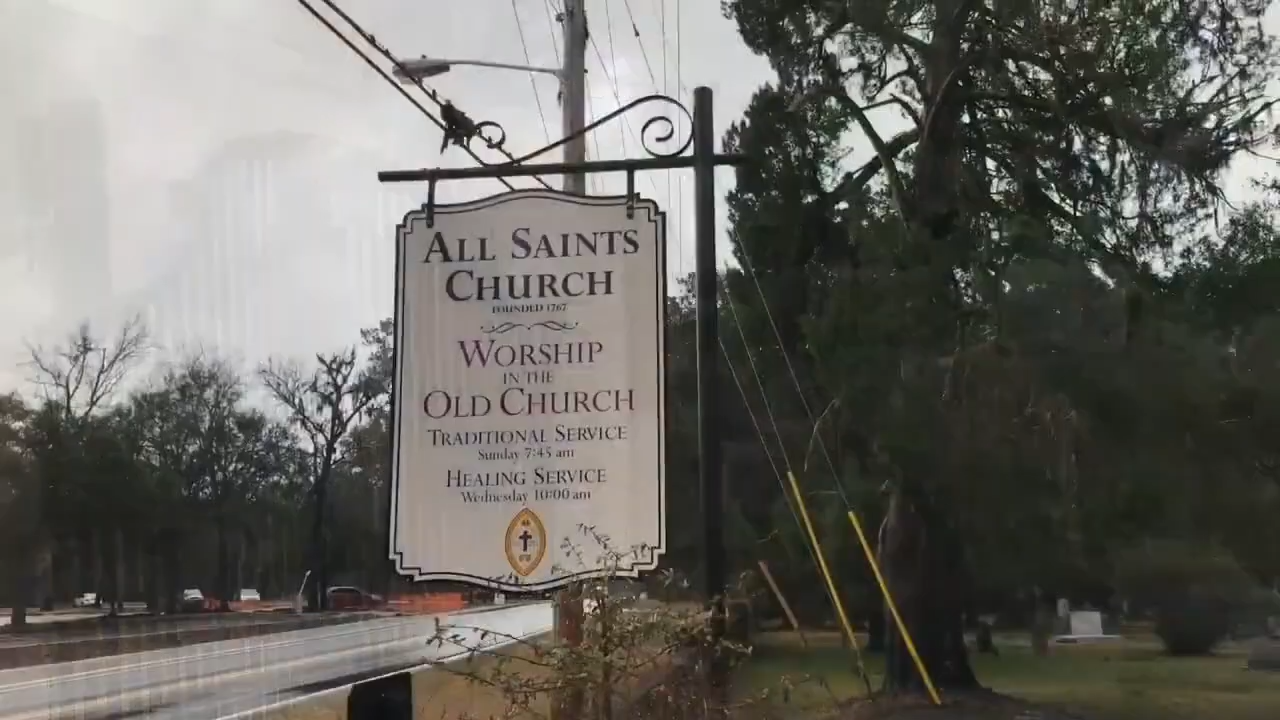 ALL SAINTS
CHURCH
FOUNDED 1767
WORSHIP
IN THE
OLD CHURCH
TRADITIONAL SERVICE
Sunday 7:45 am
HEALING SERVICE
Wednesday 10:00 am